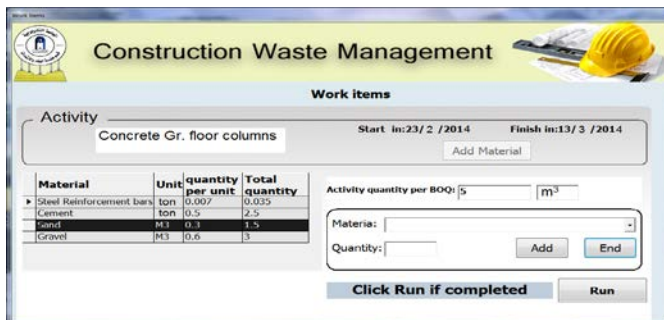 Work items
Construction Waste Management
Work items
Activity
Concrete Gr. floor columns
Start in:23/ 2 /2014 Finish in:13/ 3 /2014
Add Material
Material Unit quantity per unit Total quantity
Steel Reinforcement bars ton 0.007 0.035
Cement ton 0.5 2.5
Sand M3 0.3 1.5
Gravel M3 0.6 3
Activity quantity per BOQ: 5 m³
Materia:
Quantity: Add End
Click Run if completed Run